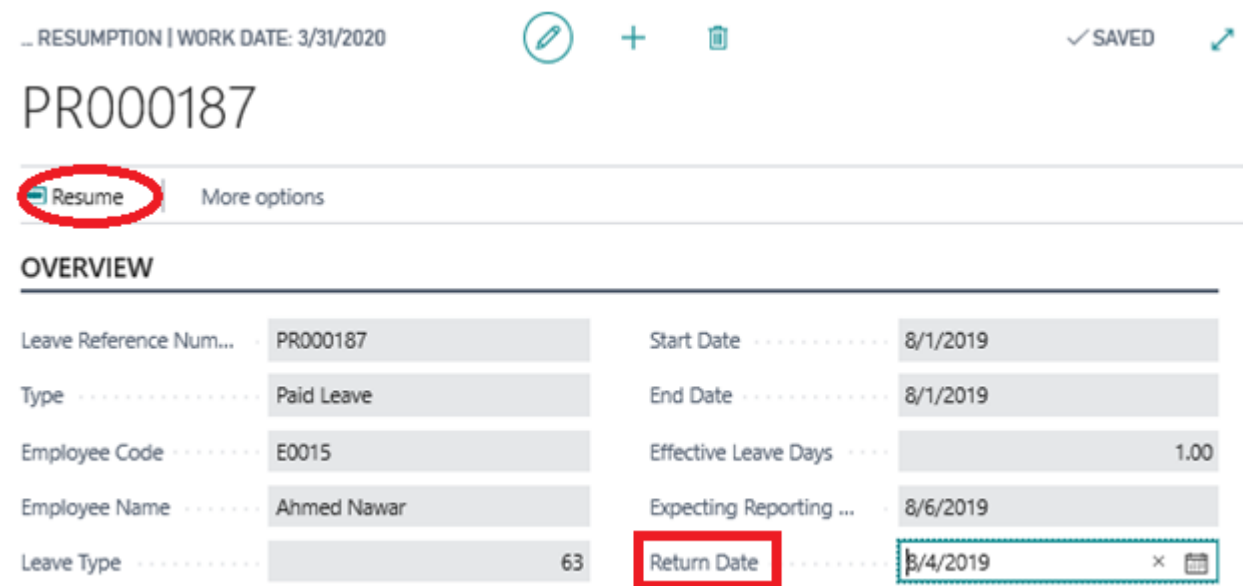 ... RESUMPTION | WORK DATE: 3/31/2020
SAVED
PR000187
Resume
More options
OVERVIEW
Leave Reference Num... PR000187
Start Date 8/1/2019
Type Paid Leave
End Date 8/1/2019
Employee Code E0015
Effective Leave Days 1.00
Employee Name Ahmed Nawar
Expecting Reporting ... 8/6/2019
Leave Type 63
Return Date 8/4/2019